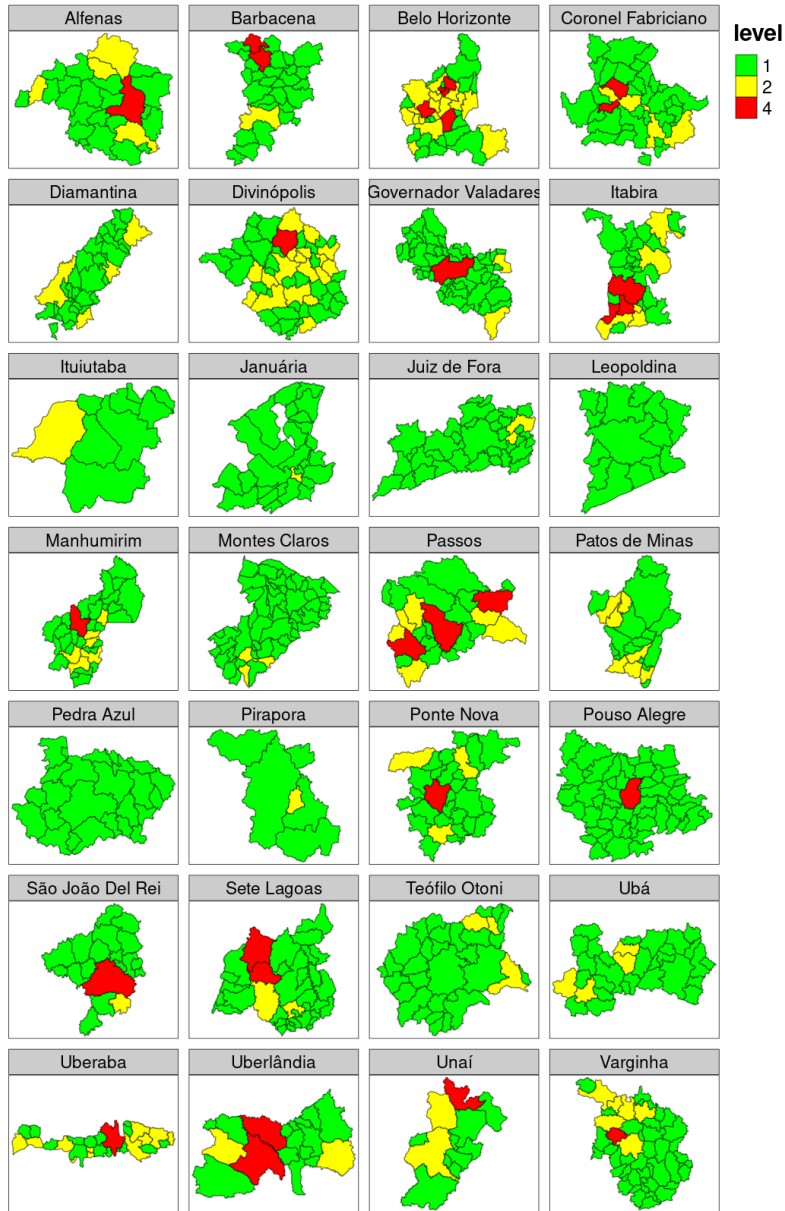 Alfenas
Barbacena
Belo Horizonte
Coronel Fabriciano
level
1
2
4
Diamantina
Divinópolis
Governador Valadares
Itabira
Ituiutaba
Januária
Juiz de Fora
Leopoldina
Manhumirim
Montes Claros
Passos
Patos de Minas
Pedra Azul
Pirapora
Ponte Nova
Pouso Alegre
São João Del Rei
Sete Lagoas
Teófilo Otoni
Ubá
Uberaba
Uberlândia
Unaí
Varginha